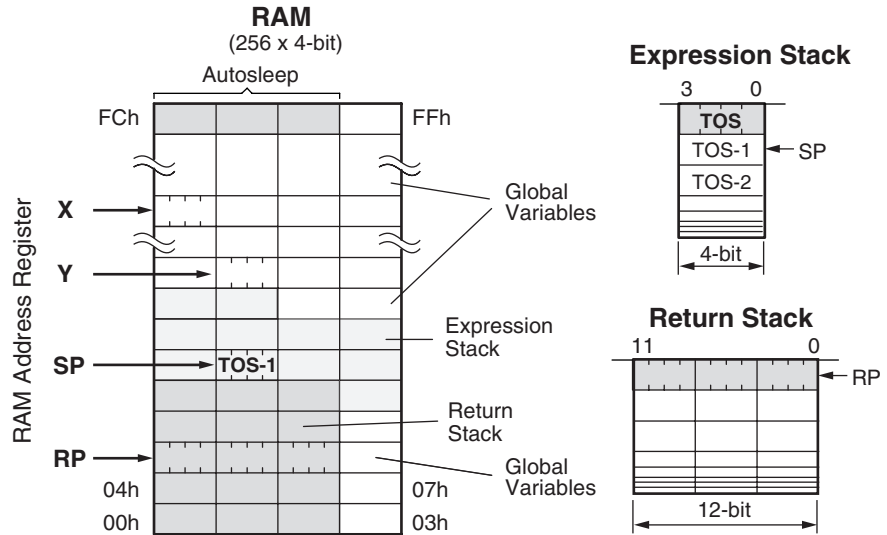 RAM
(256 x 4-bit)
Autosleep
FCh
FFh
RAM Address Register
X
Y
SP
RP
TOS-1
04h
00h
07h
03h
Global
Variables
Expression
Stack
Return
Stack
Global
Variables
Expression Stack
3 0
TOS
TOS-1
SP
TOS-2
4-bit
Return Stack
11 0
RP
12-bit